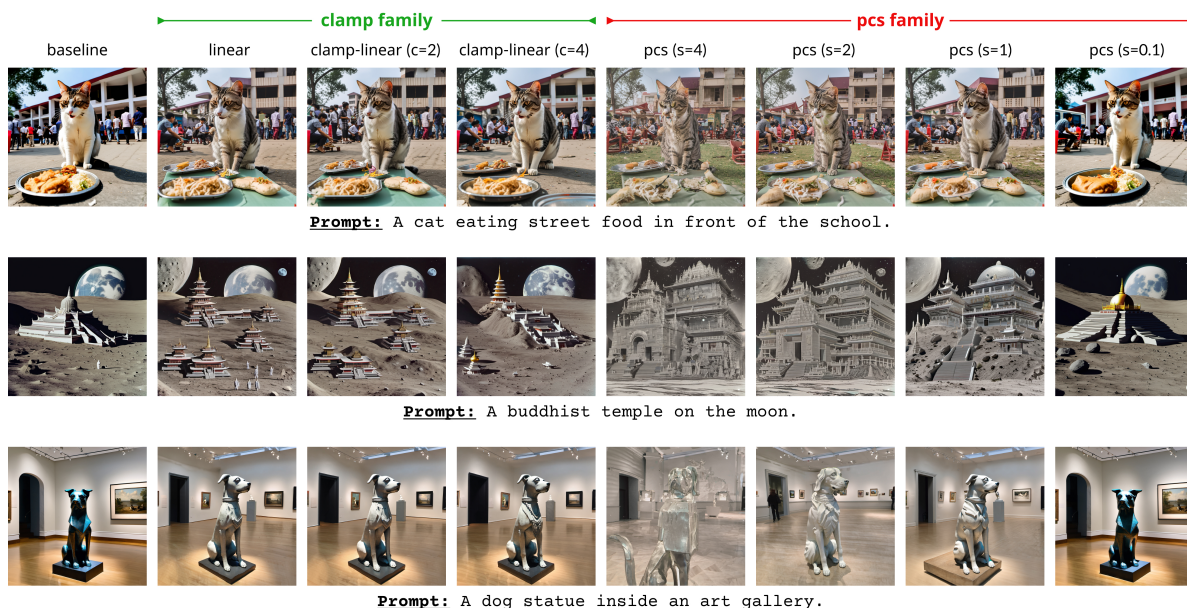 clamp family pcs family
baseline linear clamp-linear (c=2) clamp-linear (c=4) pcs (s=4) pcs (s=2) pcs (s=1) pcs (s=0.1)
Prompt: A cat eating street food in front of the school.
Prompt: A buddhist temple on the moon.
Prompt: A dog statue inside an art gallery.